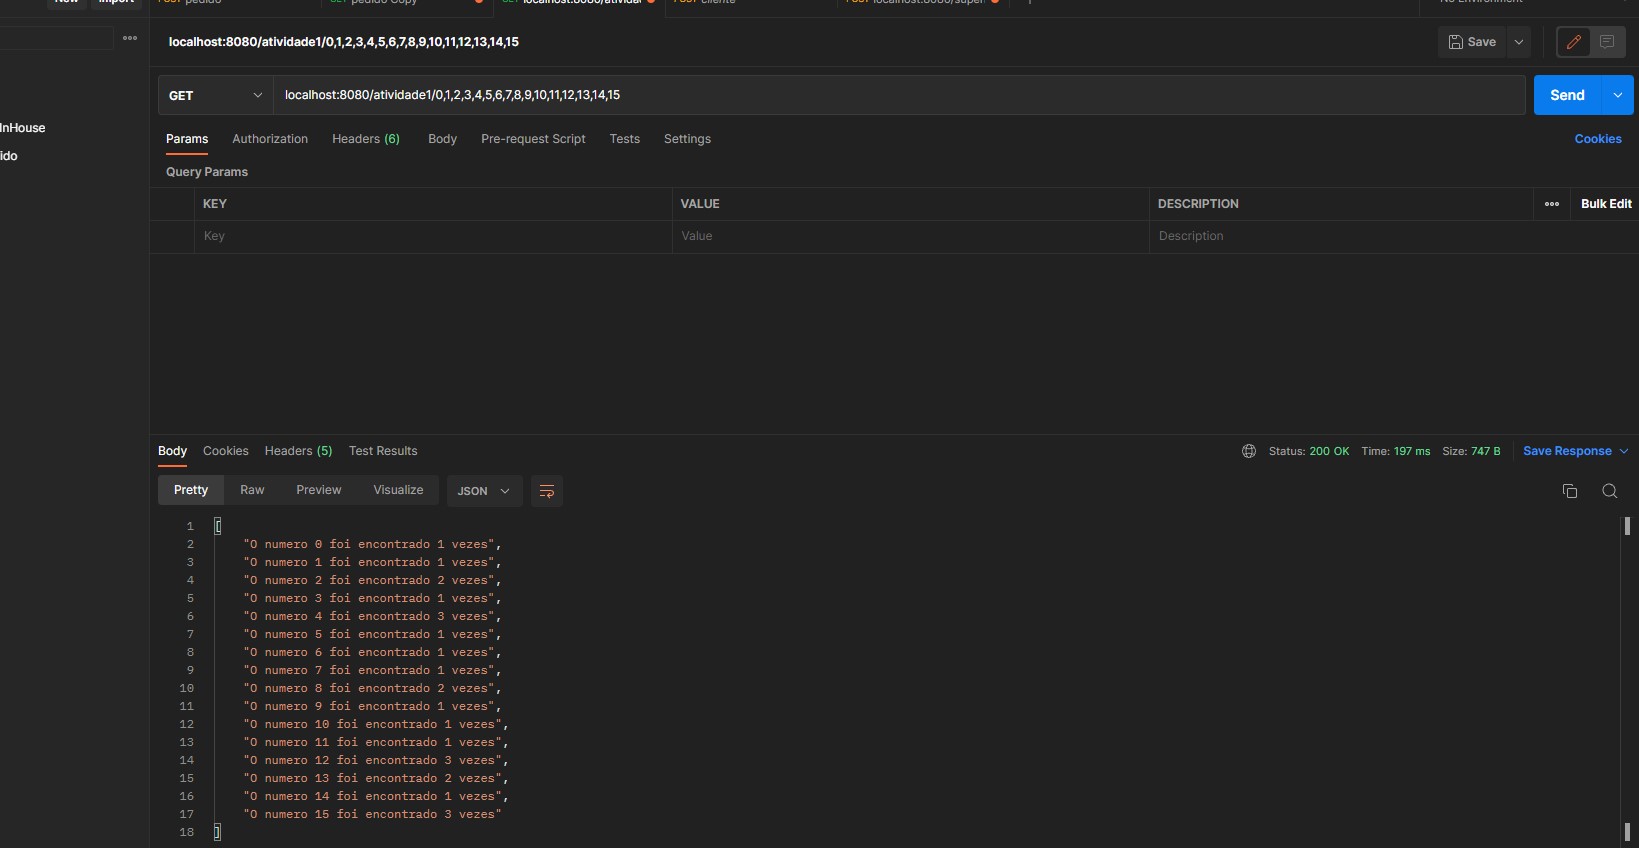 New Import
POST pedido GET pedido Copy GET localhost:8080/ativida POST cliente POST localhost:8080/super No Environment
localhost:8080/atividade1/0,1,2,3,4,5,6,7,8,9,10,11,12,13,14,15 Save
GET localhost:8080/atividade1/0,1,2,3,4,5,6,7,8,9,10,11,12,13,14,15 Send
InHouse
ido
Params Authorization Headers (6) Body Pre-request Script Tests Settings Cookies
Query Params
KEY VALUE DESCRIPTION Bulk Edit
Key Value Description
Body Cookies Headers (5) Test Results Status: 200 OK Time: 197 ms Size: 747 B Save Response
Pretty Raw Preview Visualize JSON
1 [
2 "O numero 0 foi encontrado 1 vezes",
3 "O numero 1 foi encontrado 1 vezes",
4 "O numero 2 foi encontrado 2 vezes",
5 "O numero 3 foi encontrado 1 vezes",
6 "O numero 4 foi encontrado 3 vezes",
7 "O numero 5 foi encontrado 1 vezes",
8 "O numero 6 foi encontrado 1 vezes",
9 "O numero 7 foi encontrado 1 vezes",
10 "O numero 8 foi encontrado 2 vezes",
11 "O numero 9 foi encontrado 1 vezes",
12 "O numero 10 foi encontrado 1 vezes",
13 "O numero 11 foi encontrado 1 vezes",
14 "O numero 12 foi encontrado 3 vezes",
15 "O numero 13 foi encontrado 2 vezes",
16 "O numero 14 foi encontrado 1 vezes",
17 "O numero 15 foi encontrado 3 vezes"
18 ]